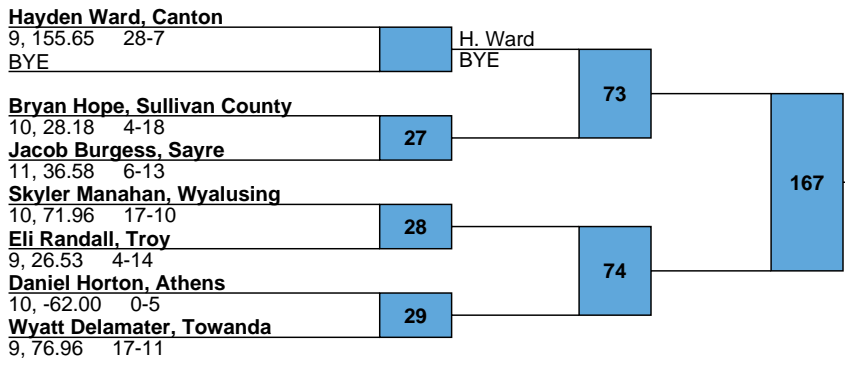 Hayden Ward, Canton
9, 155.65 28-7
BYE
H. Ward
BYE
73
Bryan Hope, Sullivan County
10, 28.18 4-18
27
Jacob Burgess, Sayre
11, 36.58 6-13
167
Skyler Manahan, Wyalusing
10, 71.96 17-10
28
Eli Randall, Troy
9, 26.53 4-14
74
Daniel Horton, Athens
10, -62.00 0-5
29
Wyatt Delamater, Towanda
9, 76.96 17-11